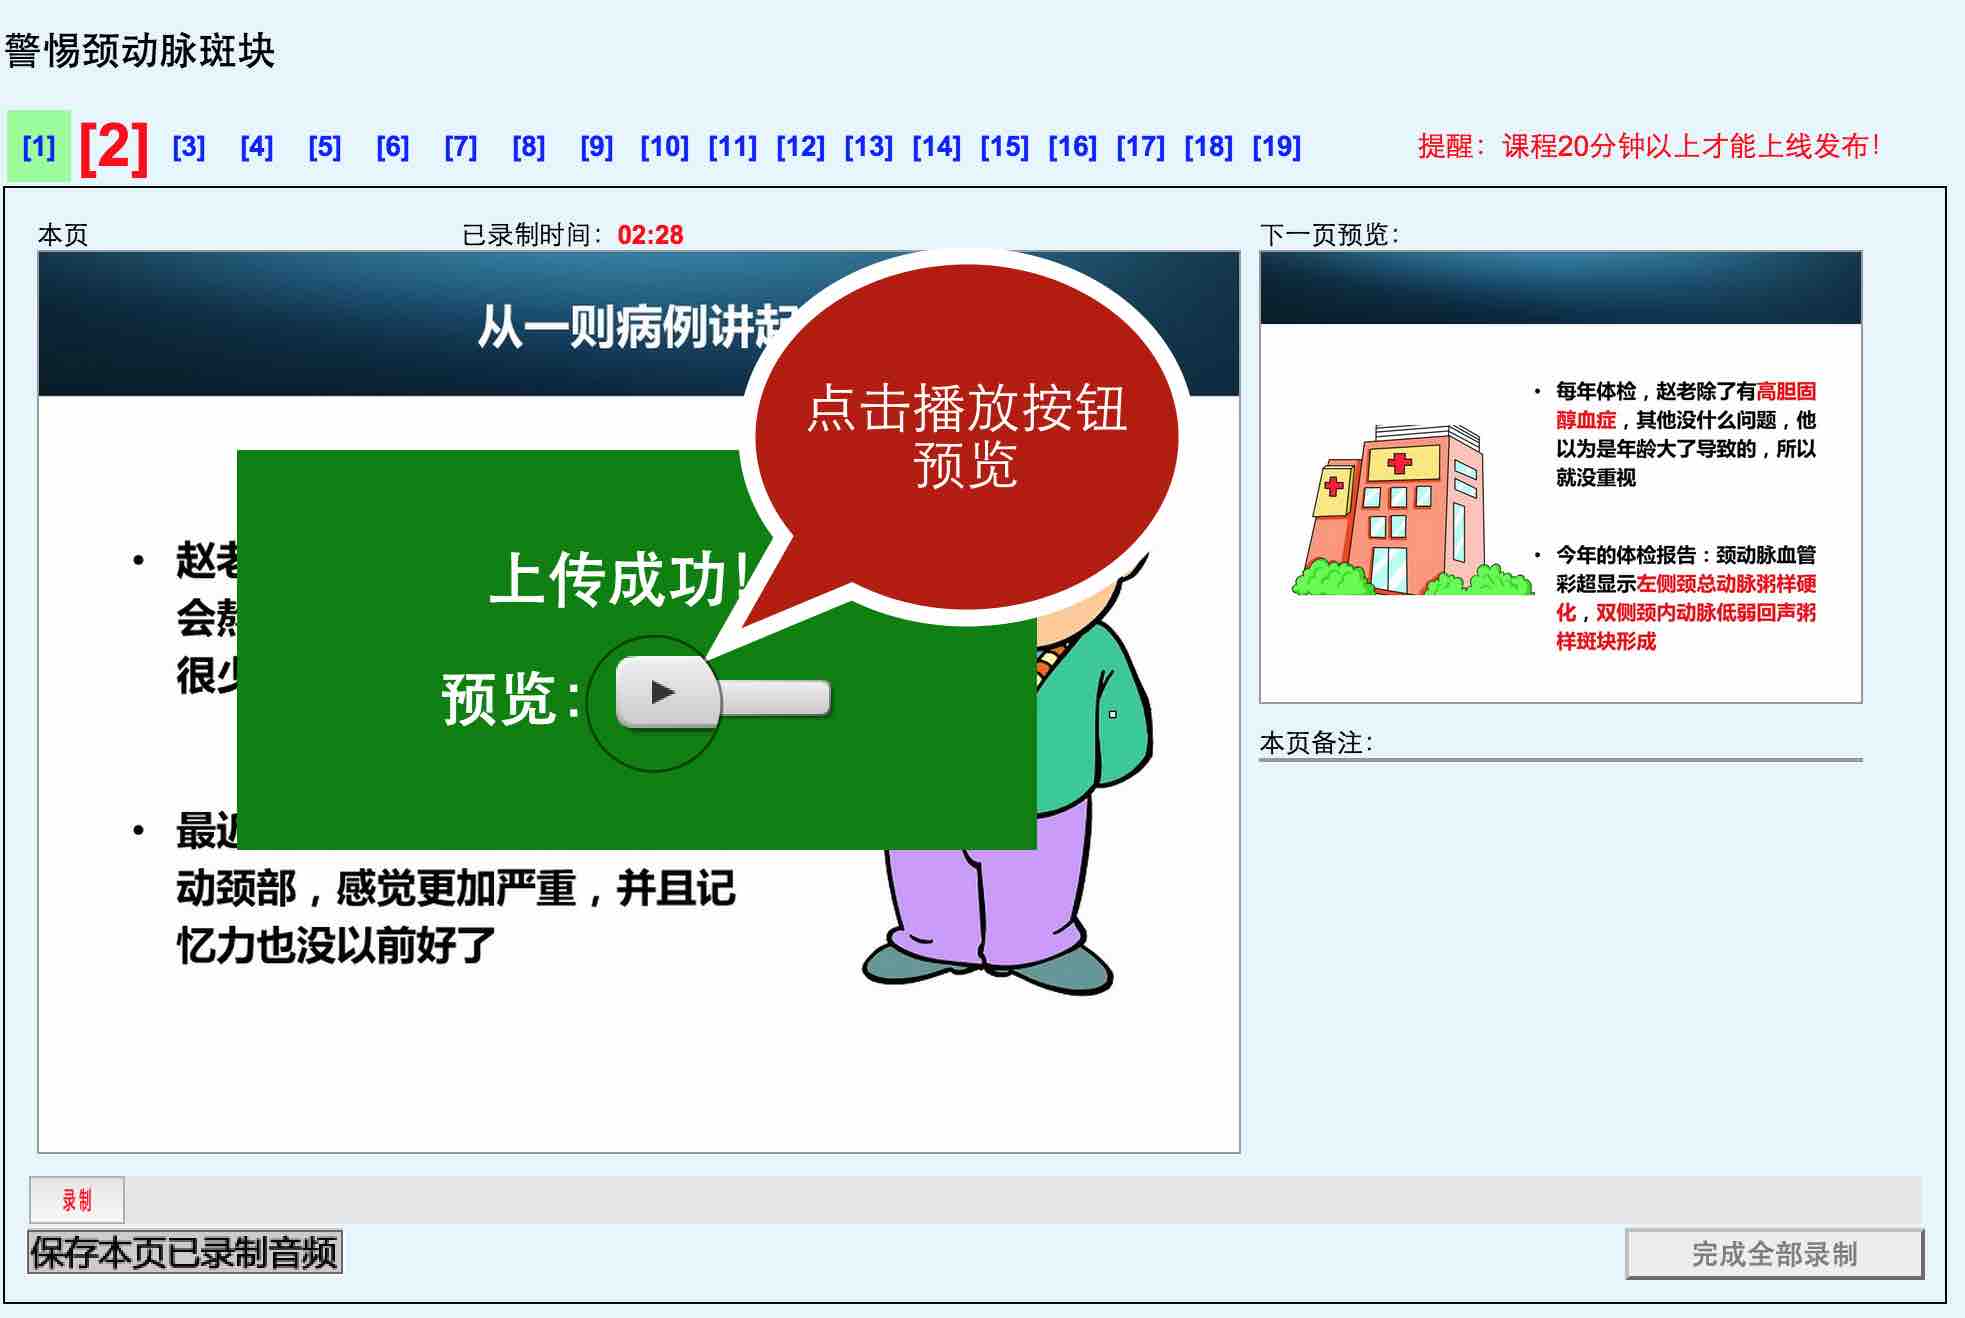 警惕颈动脉斑块
[1] [2] [3] [4] [5] [6] [7] [8] [9] [10] [11] [12] [13] [14] [15] [16] [17] [18] [19]
提醒：课程20分钟以上才能上线发布！
本页
已录制时间：02:28
下一页预览：
从一则病例讲起
点击播放按钮
预览
上传成功！
预览：
• 赵老
会熬
很少
• 最近
动颈部，感觉更加严重，并且记
忆力也没以前好了
• 每年体检，赵老除了有高胆固
醇血症，其他没什么问题，他
以为是年龄大了导致的，所以
就没重视
• 今年的体检报告：颈动脉血管
彩超显示左侧颈总动脉粥样硬
化，双侧颈内动脉低弱回声粥
样斑块形成
本页备注：
录制
保存本页已录制音频
完成全部录制